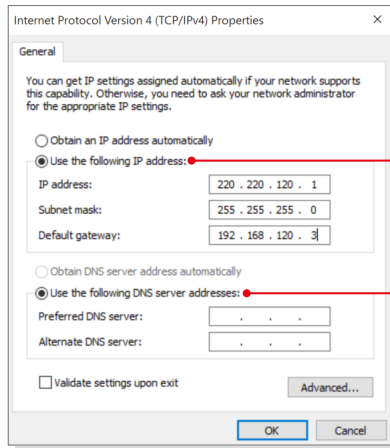 Internet Protocol Version 4 (TCP/IPv4) Properties
General
You can get IP settings assigned automatically if your network supports
this capability. Otherwise, you need to ask your network administrator
for the appropriate IP settings.
Obtain an IP address automatically
Use the following IP address:
IP address: 220 . 220 . 120 . 1
Subnet mask: 255 . 255 . 255 . 0
Default gateway: 192 . 168 . 120 . 3
Obtain DNS server address automatically
Use the following DNS server addresses:
Preferred DNS server: . . .
Alternate DNS server: . . .
Validate settings upon exit
Advanced...
OK Cancel